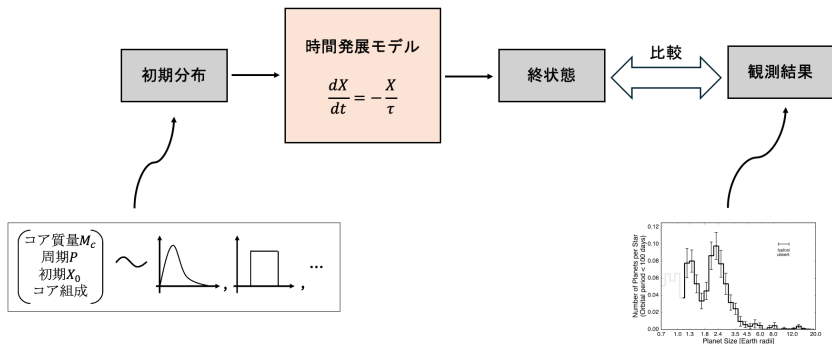 時間発展モデル
dX/dt = − X/τ
初期分布
終状態
比較
観測結果
コア質量M_c
周期P
初期X_0
コア組成
, , ...
Number of Planets per Star
(Orbital period < 100 days)
0.12
0.10
0.08
0.06
0.04
0.02
0.00
typical
uncert.
0.7 1.0 1.3 1.8 2.4 3.5 4.5 6.0 8.0 12.0 20.0
Planet Size [Earth radii]